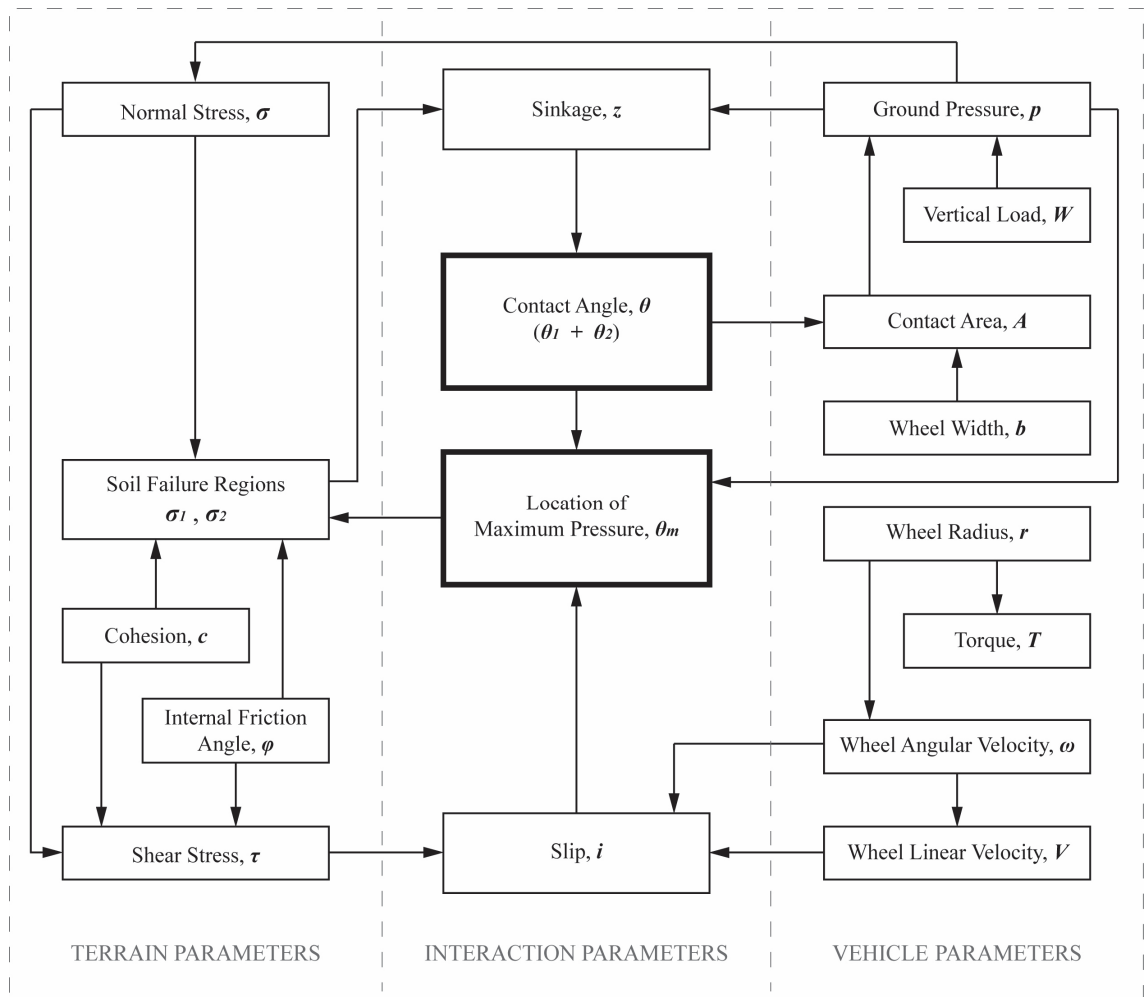 Normal Stress, σ
Sinkage, z
Ground Pressure, p
Vertical Load, W
Contact Angle, θ
(θ1 + θ2)
Contact Area, A
Wheel Width, b
Soil Failure Regions
σ1 , σ2
Location of
Maximum Pressure, θm
Wheel Radius, r
Cohesion, c
Torque, T
Internal Friction
Angle, φ
Wheel Angular Velocity, ω
Shear Stress, τ
Slip, i
Wheel Linear Velocity, V
TERRAIN PARAMETERS
INTERACTION PARAMETERS
VEHICLE PARAMETERS